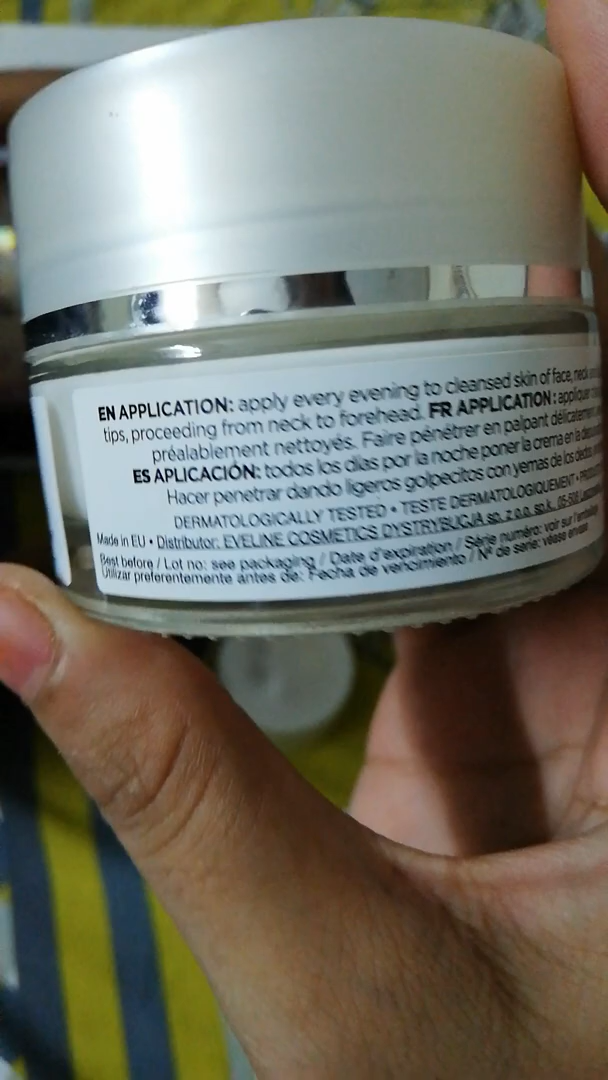 EN APPLICATION: apply every evening to cleansed skin of face, neck
tips, proceeding from neck to forehead. FR APPLICATION: appliquer
préalablement nettoyés. Faire pénétrer en palpant délicatement
ES APLICACIÓN: todos los días por la noche poner la crema en la
Hacer penetrar dando ligeros golpecitos con yemas de los dedos
DERMATOLOGICALLY TESTED • TESTE DERMATOLOGIQUEMENT •
Made in EU • Distributor: EVELINE COSMETICS DYSTRYBUCJA sp. z o.o. sp.k., 05-506
Best before / Lot no: see packaging / Date d'expiration / Série numéro: voir sur l'emballage
Utilizar preferentemente antes de: Fecha de vencimiento / Nº de serie: véase envase